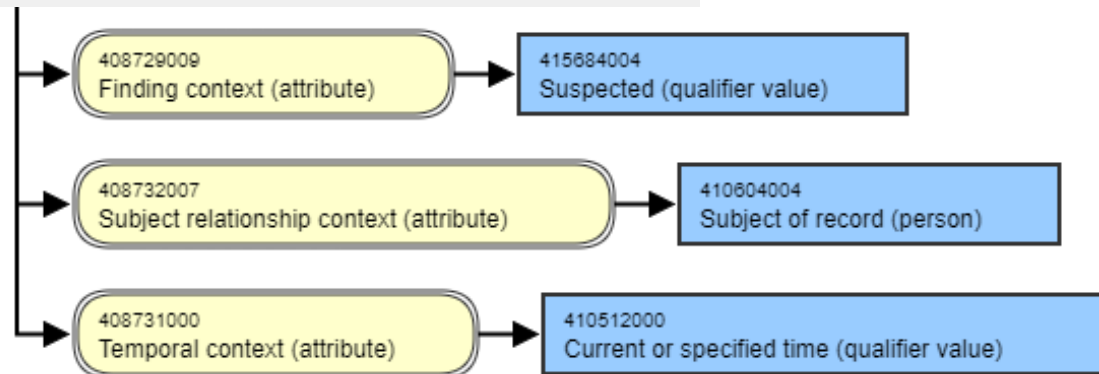 408729009
Finding context (attribute)
415684004
Suspected (qualifier value)
408732007
Subject relationship context (attribute)
410604004
Subject of record (person)
408731000
Temporal context (attribute)
410512000
Current or specified time (qualifier value)